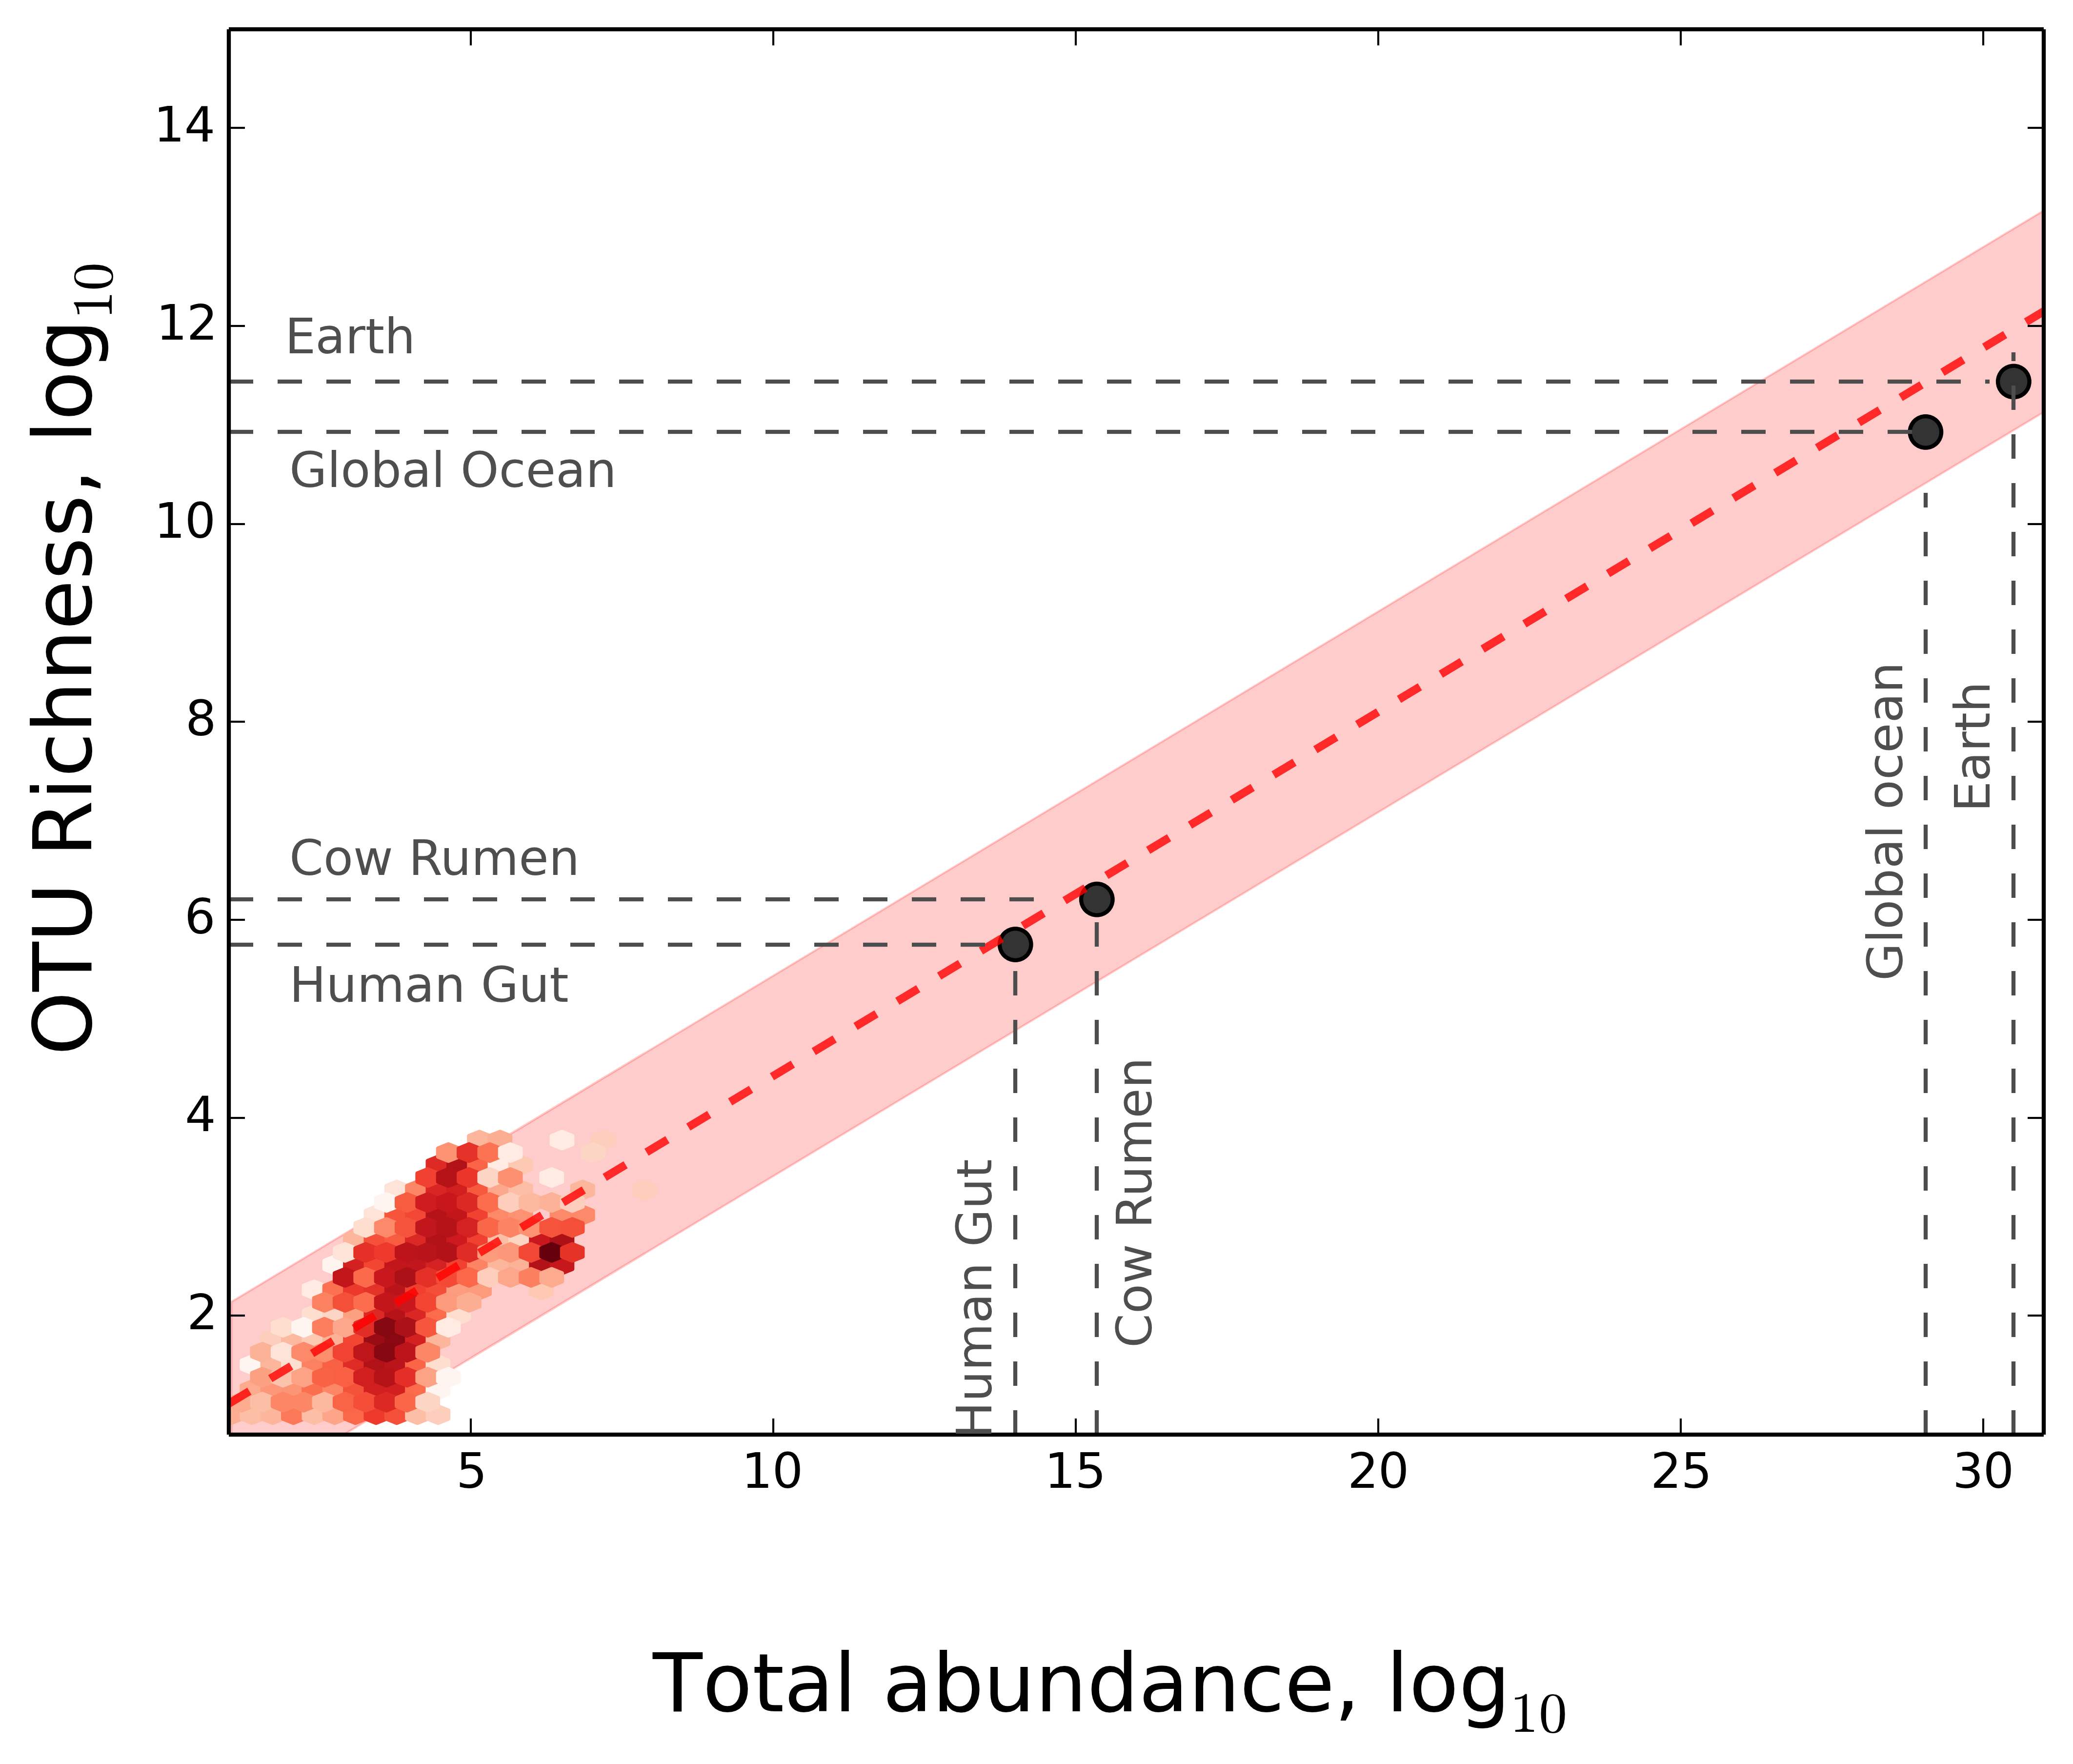 OTU Richness, log10
14
12
10
8
6
4
2
Earth
Global Ocean
Cow Rumen
Human Gut
Human Gut
Cow Rumen
Global ocean
Earth
5 10 15 20 25 30
Total abundance, log10